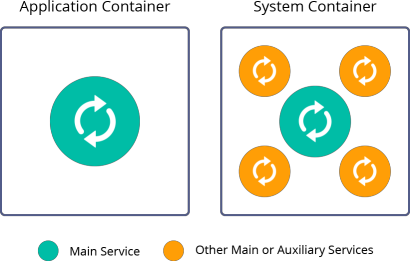 Application Container
System Container
Main Service
Other Main or Auxiliary Services